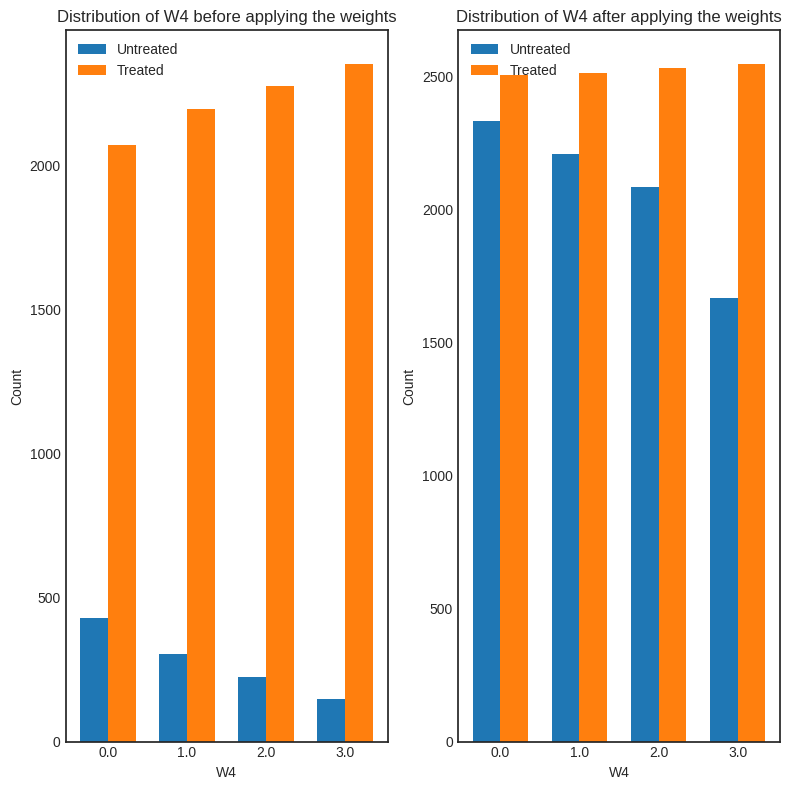 Distribution of W4 before applying the weights
Untreated
Treated
2000
1500
1000
500
0
Count
0.0 1.0 2.0 3.0
W4
Distribution of W4 after applying the weights
Untreated
Treated
2500
2000
1500
1000
500
0
Count
0.0 1.0 2.0 3.0
W4